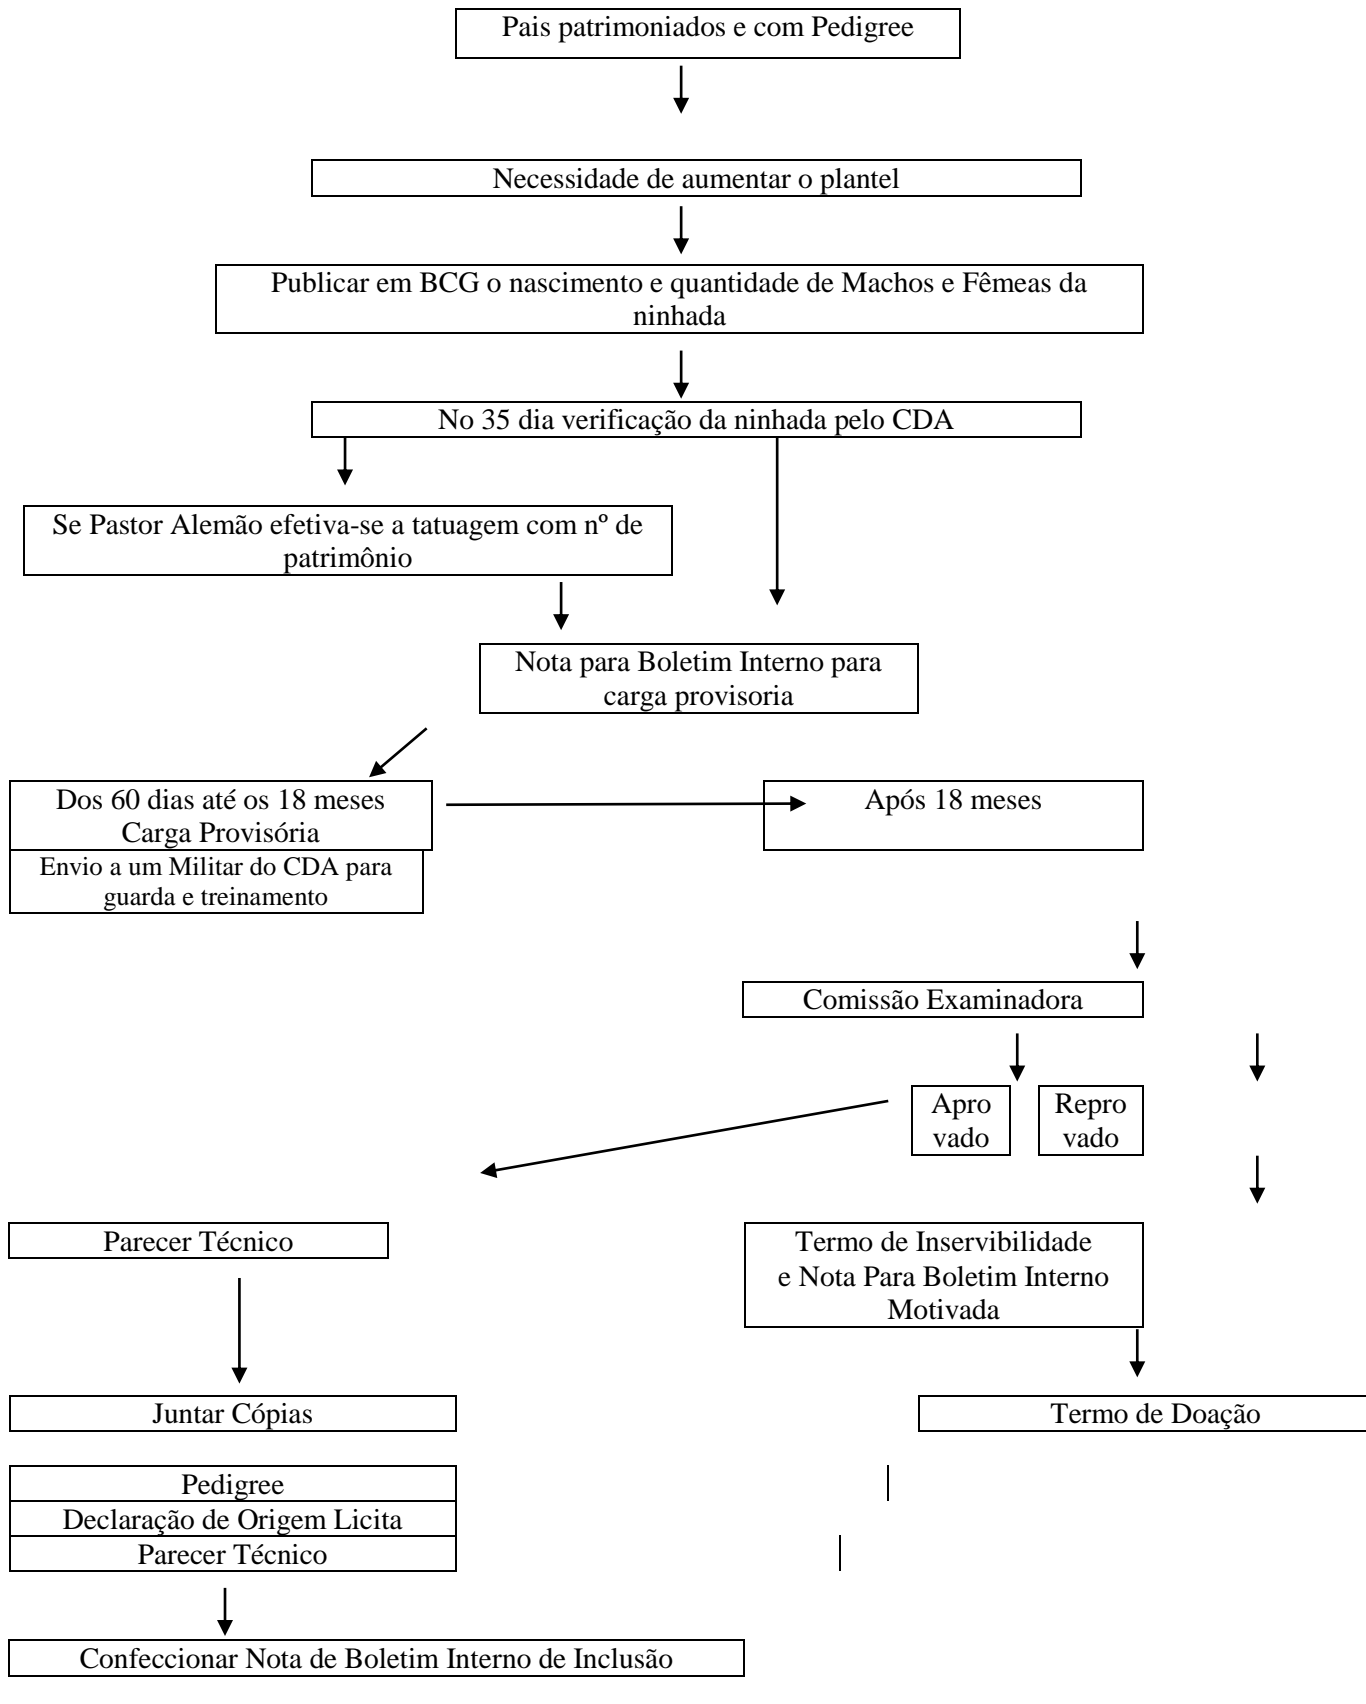 Pais patrimoniados e com Pedigree
Necessidade de aumentar o plantel
Publicar em BCG o nascimento e quantidade de Machos e Fêmeas da
ninhada
No 35 dia verificação da ninhada pelo CDA
Se Pastor Alemão efetiva-se a tatuagem com nº de
patrimônio
Nota para Boletim Interno para
carga provisoria
Dos 60 dias até os 18 meses
Carga Provisória
Envio a um Militar do CDA para
guarda e treinamento
Após 18 meses
Comissão Examinadora
Apro
vado
Repro
vado
Parecer Técnico
Termo de Inservibilidade
e Nota Para Boletim Interno
Motivada
Juntar Cópias
Termo de Doação
Pedigree
Declaração de Origem Licita
Parecer Técnico
Confeccionar Nota de Boletim Interno de Inclusão